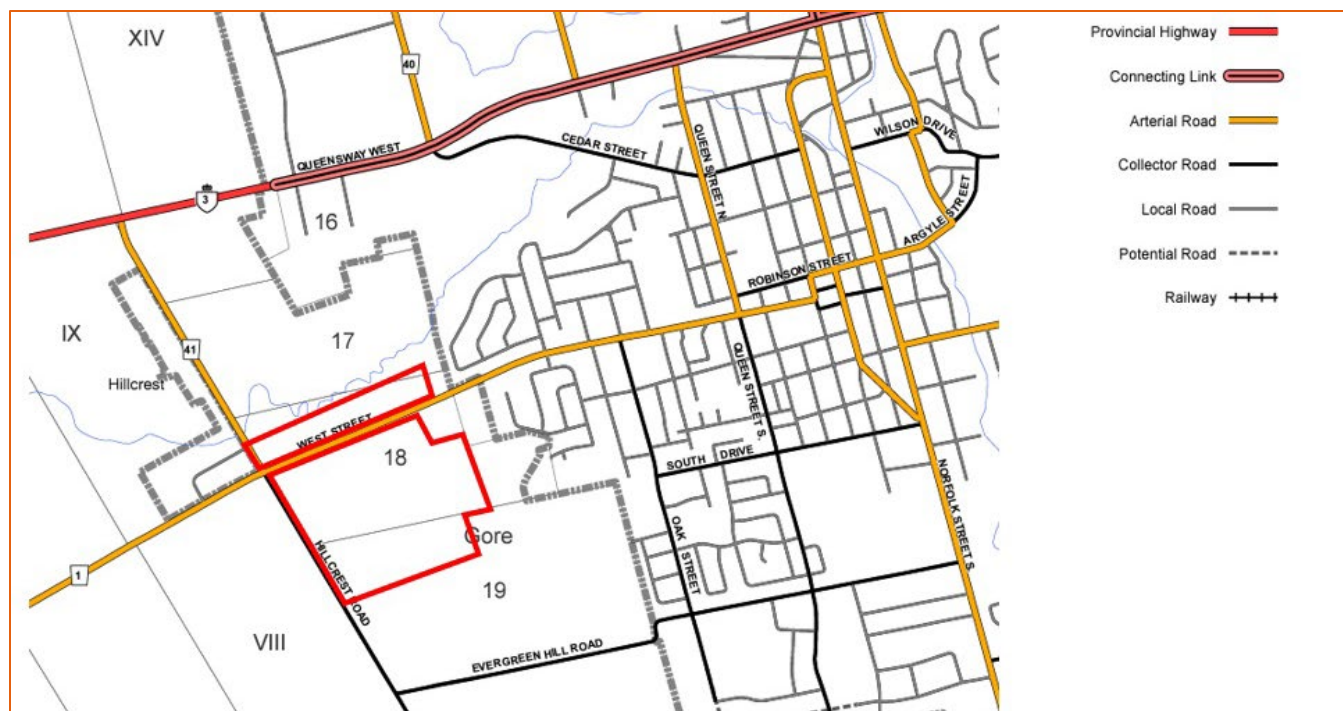 XIV
40
Provincial Highway
Connecting Link
Arterial Road
Collector Road
Local Road
Potential Road
Railway
QUEENSWAY WEST
CEDAR STREET
WILSON DRIVE
3
QUEEN STREET N.
ARGYLE STREET
16
ROBINSON STREET
IX
41
17
Hillcrest
WEST STREET
QUEEN STREET S.
18
SOUTH DRIVE
NORFOLK STREET S.
Gore
OAK STREET
1
HILLCREST ROAD
19
VIII
EVERGREEN HILL ROAD